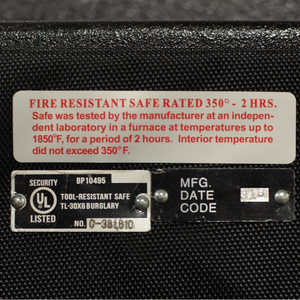 FIRE RESISTANT SAFE RATED 350° - 2 HRS.
Safe was tested by the manufacturer at an indepen-
dent laboratory in a furnace at temperatures up to
1850°F, for a period of 2 hours. Interior temperature
did not exceed 350°F.
SECURITY
BP10495
UL
LISTED
TOOL-RESISTANT SAFE
TL-30X6 BURGLARY
NO.
MFG.
DATE
CODE